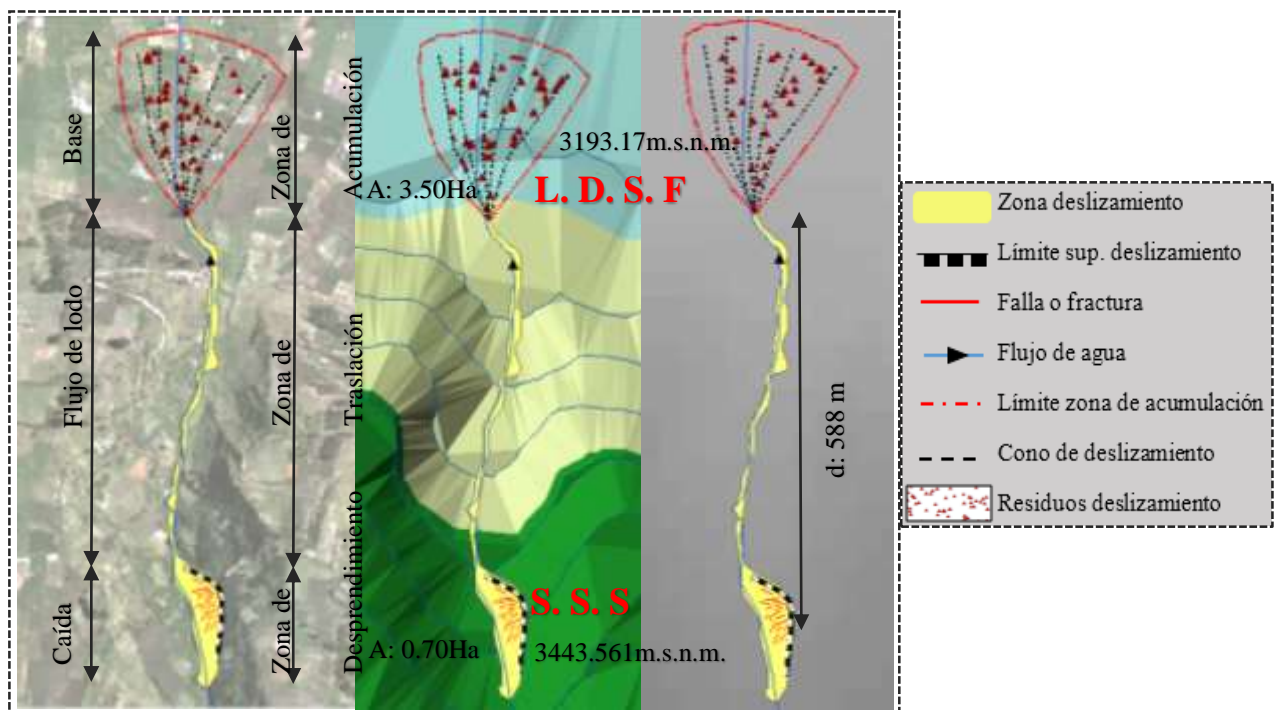 Base
Zona de
Acumulación
3193.17m.s.n.m.
A: 3.50Ha
L. D. S. F
Flujo de lodo
Zona de
Traslación
d: 588 m
Caída
Zona de
Desprendimiento
S. S. S
A: 0.70Ha
3443.561m.s.n.m.
Zona deslizamiento
Límite sup. deslizamiento
Falla o fractura
Flujo de agua
Límite zona de acumulación
Cono de deslizamiento
Residuos deslizamiento